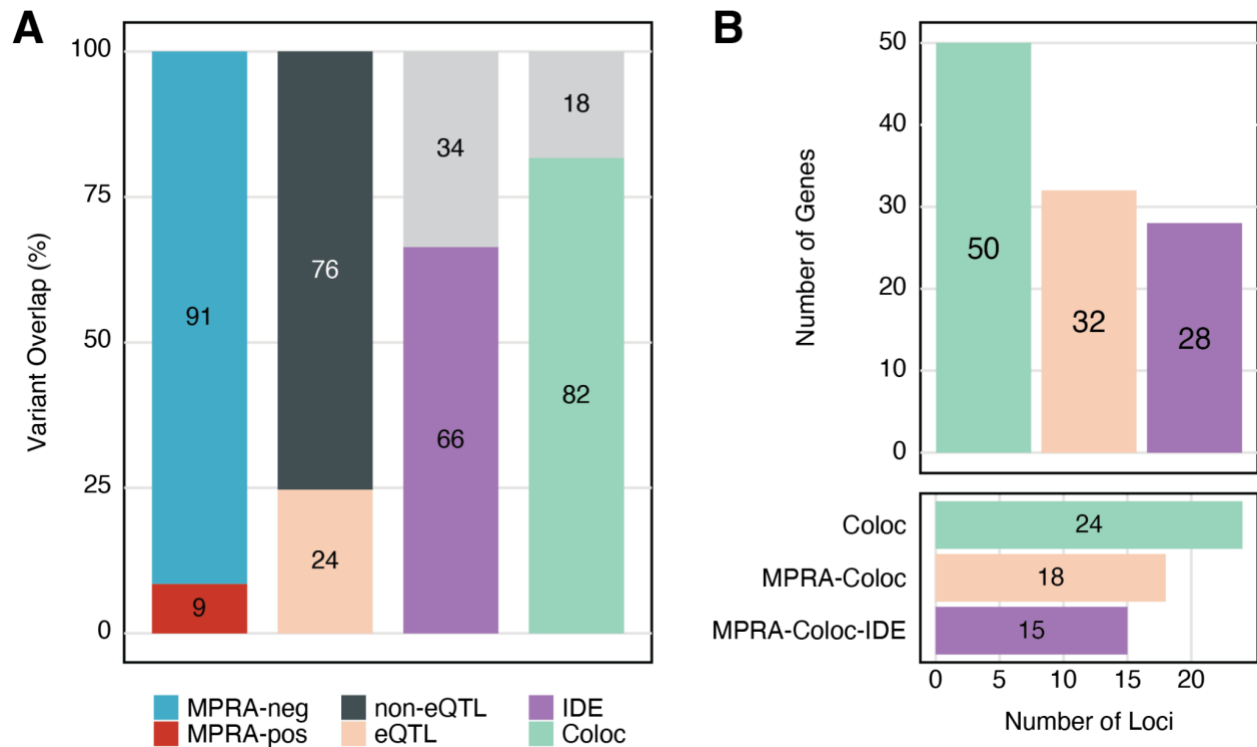 A
B
Variant Overlap (%)
100
75
50
25
0
91
9
76
24
34
66
18
82
MPRA-neg
non-eQTL
IDE
MPRA-pos
eQTL
Coloc
Number of Genes
50
40
30
20
10
0
50
32
28
Coloc
24
MPRA-Coloc
18
MPRA-Coloc-IDE
15
0 5 10 15 20
Number of Loci